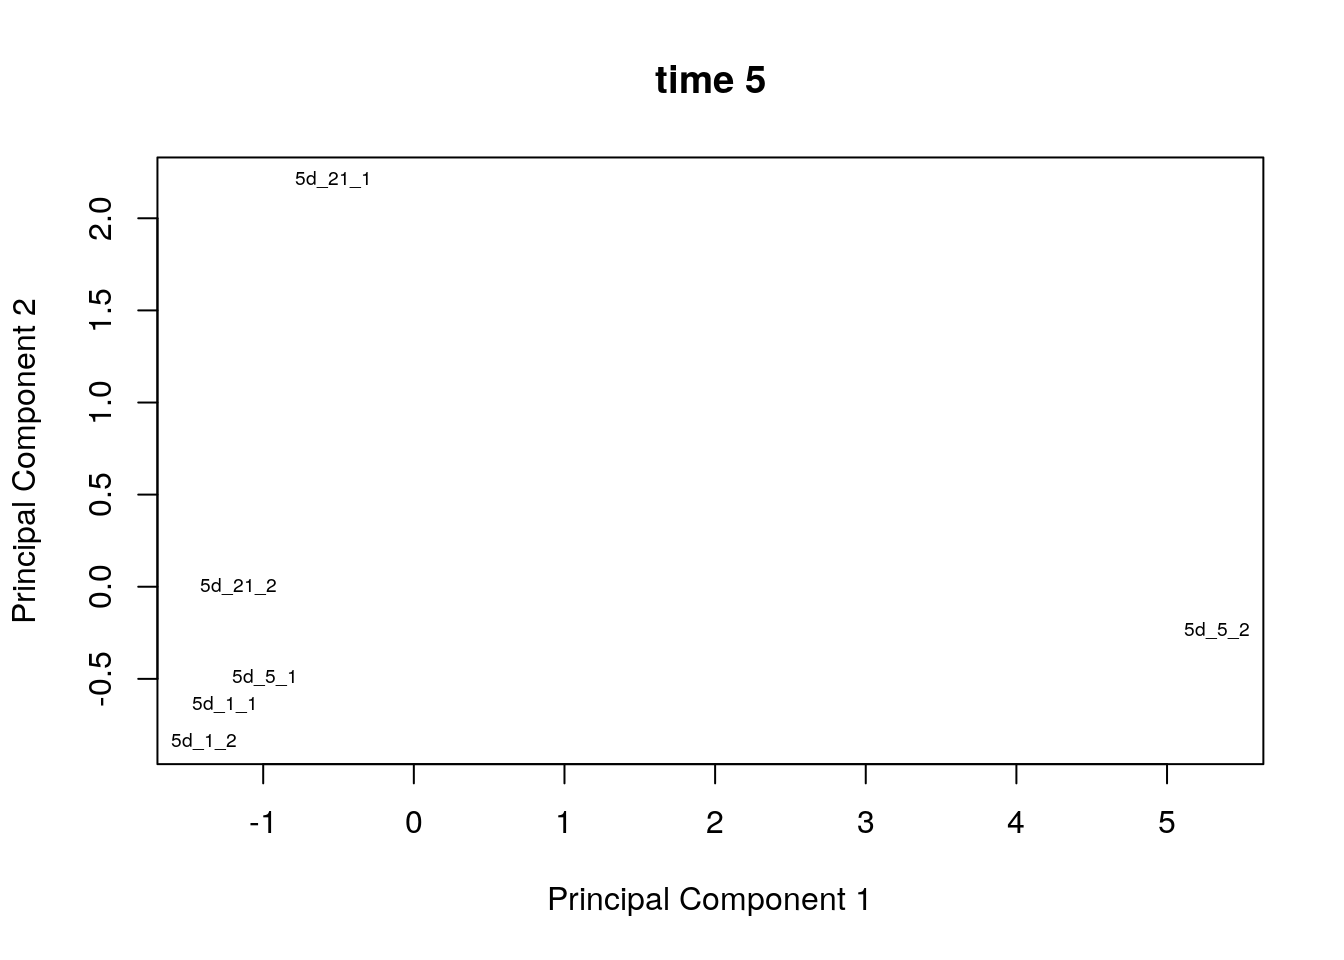 time 5
5d_21_1
5d_21_2
5d_5_2
5d_5_1
5d_1_1
5d_1_2
2.0
1.5
1.0
0.5
0.0
-0.5
Principal Component 2
-1 0 1 2 3 4 5
Principal Component 1